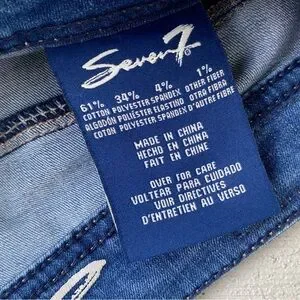 Seven7
61% 34% 4% 1%
COTTON POLYESTER SPANDEX OTHER FIBER
ALGODÓN POLIÉSTER ELASTINO OTRA FIBRA
COTON POLYESTER SPANDEX D'AUTRE FIBRE
MADE IN CHINA
HECHO EN CHINA
FAIT EN CHINE
OVER FOR CARE
VOLTEAR PARA CUIDADO
VOIR DIRECTIVES
D'ENTRETIEN AU VERSO